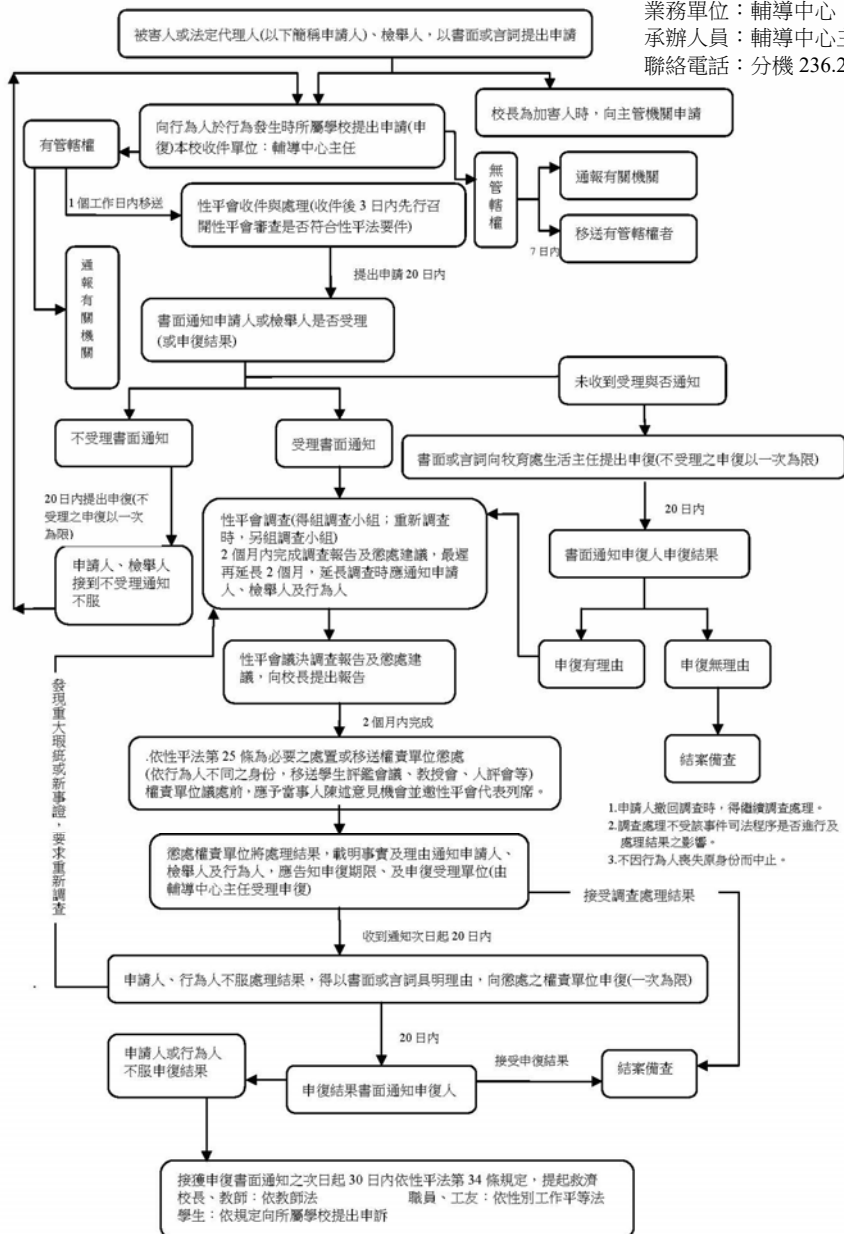 業務單位：輔導中心
承辦人員：輔導中心主
聯絡電話：分機 236.2
被害人或法定代理人(以下簡稱申請人)、檢舉人，以書面或言詞提出申請
向行為人於行為發生時所屬學校提出申請(申
復)本校收件單位：輔導中心主任
校長為加害人時，向主管機關申請
有管轄權
無管轄權
通報有關機關
移送有管轄權者
7日內
1個工作日內移送
性平會收件與處理(收件後 3 日內先行召
開性平會審查是否符合性平法要件)
通報有關機關
提出申請 20 日內
書面通知申請人或檢舉人是否受理
(或申復結果)
未收到受理與否通知
不受理書面通知
受理書面通知
書面或言詞向牧育處生活主任提出申復(不受理之申復以一次為限)
20日內提出申復(不
受理之申復以一次
為限)
20 日內
性平會調查(得組調查小組；重新調查
時，另組調查小組)
2 個月內完成調查報告及懲處建議，最遲
再延長 2 個月，延長調查時應通知申請
人、檢舉人及行為人
書面通知申復人申復結果
申請人、檢舉人
接到不受理通知
不服
申復有理由
申復無理由
性平會議決調查報告及懲處建
議，向校長提出報告
結案備查
2 個月內完成
.依性平法第 25 條為必要之處置或移送權責單位懲處
(依行為人不同之身份，移送學生評鑑會議、教授會、人評會等)
權責單位議處前，應予當事人陳述意見機會並邀性平會代表列席。
1.申請人撤回調查時，得繼續調查處理。
2.調查處理不受該事件司法程序是否進行及
處理結果之影響。
3.不因行為人喪失原身份而中止。
發現重大瑕疵或新事證，要求重新調查
懲處權責單位將處理結果，載明事實及理由通知申請人、
檢舉人及行為人，應告知申復期限、及申復受理單位(由
輔導中心主任受理申復)
接受調查處理結果
收到通知次日起 20 日內
申請人、行為人不服處理結果，得以書面或言詞具明理由，向懲處之權責單位申復(一次為限)
20日內
申請人或行為人
不服申復結果
申復結果書面通知申復人
接受申復結果
結案備查
接獲申復書面通知之次日起 30 日內依性平法第 34 條規定，提起救濟
校長、教師：依教師法 職員、工友：依性別工作平等法
學生：依規定向所屬學校提出申訴